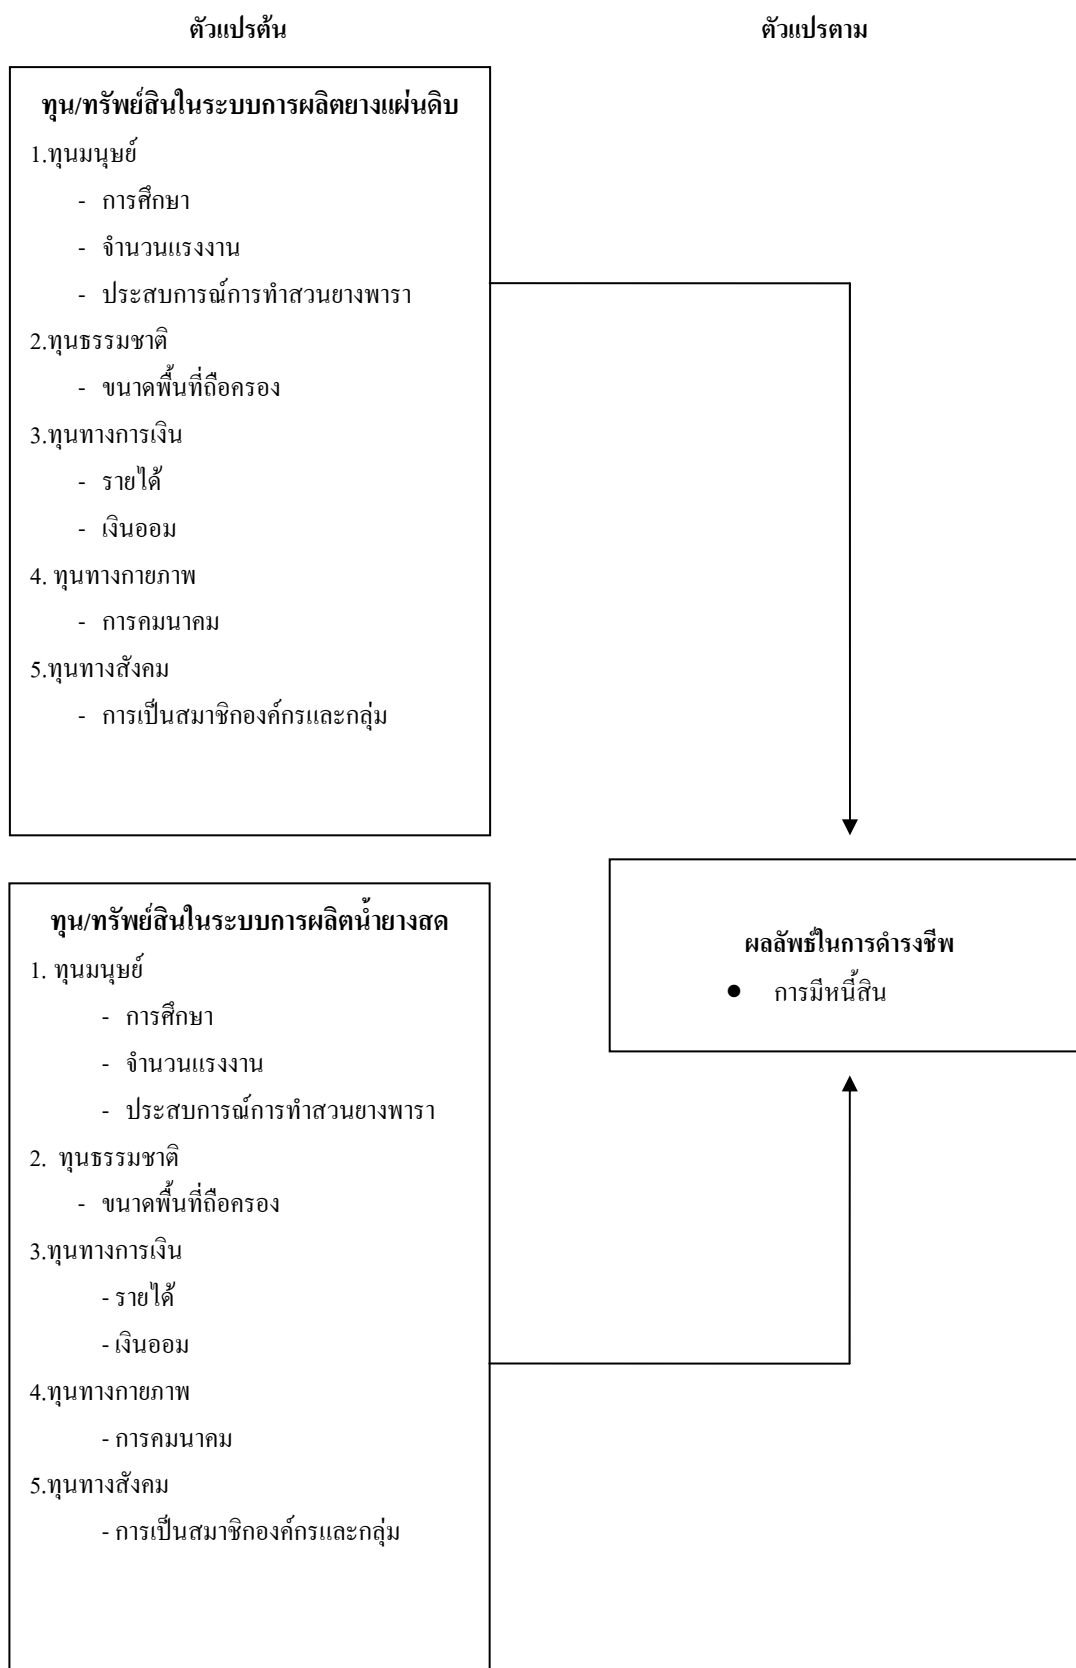 ตัวแปรต้น
ตัวแปรตาม
ทุน/ทรัพย์สินในระบบการผลิตยางแผ่นดิบ
1.ทุนมนุษย์
- การศึกษา
- จำนวนแรงงาน
- ประสบการณ์การทำสวนยางพารา
2.ทุนธรรมชาติ
- ขนาดพื้นที่ถือครอง
3.ทุนทางการเงิน
- รายได้
- เงินออม
4. ทุนทางกายภาพ
- การคมนาคม
5.ทุนทางสังคม
- การเป็นสมาชิกองค์กรและกลุ่ม
ทุน/ทรัพย์สินในระบบการผลิตน้ำยางสด
1. ทุนมนุษย์
- การศึกษา
- จำนวนแรงงาน
- ประสบการณ์การทำสวนยางพารา
2. ทุนธรรมชาติ
- ขนาดพื้นที่ถือครอง
3.ทุนทางการเงิน
- รายได้
- เงินออม
4.ทุนทางกายภาพ
- การคมนาคม
5.ทุนทางสังคม
- การเป็นสมาชิกองค์กรและกลุ่ม
ผลลัพธ์ในการดำรงชีพ
● การมีหนี้สิน